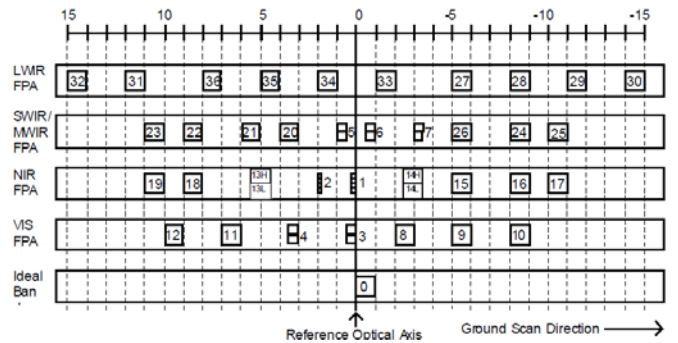 15 10 5 0 -5 -10 -15
LWIR FPA 32 31 36 35 34 33 27 28 29 30
SWIR/ MWIR FPA 23 22 21 20 5 6 7 26 24 25
NIR FPA 19 18 13H 13L 2 1 14H 14L 15 16 17
VIS FPA 12 11 4 3 8 9 10
Ideal Ban 0
Reference Optical Axis Ground Scan Direction